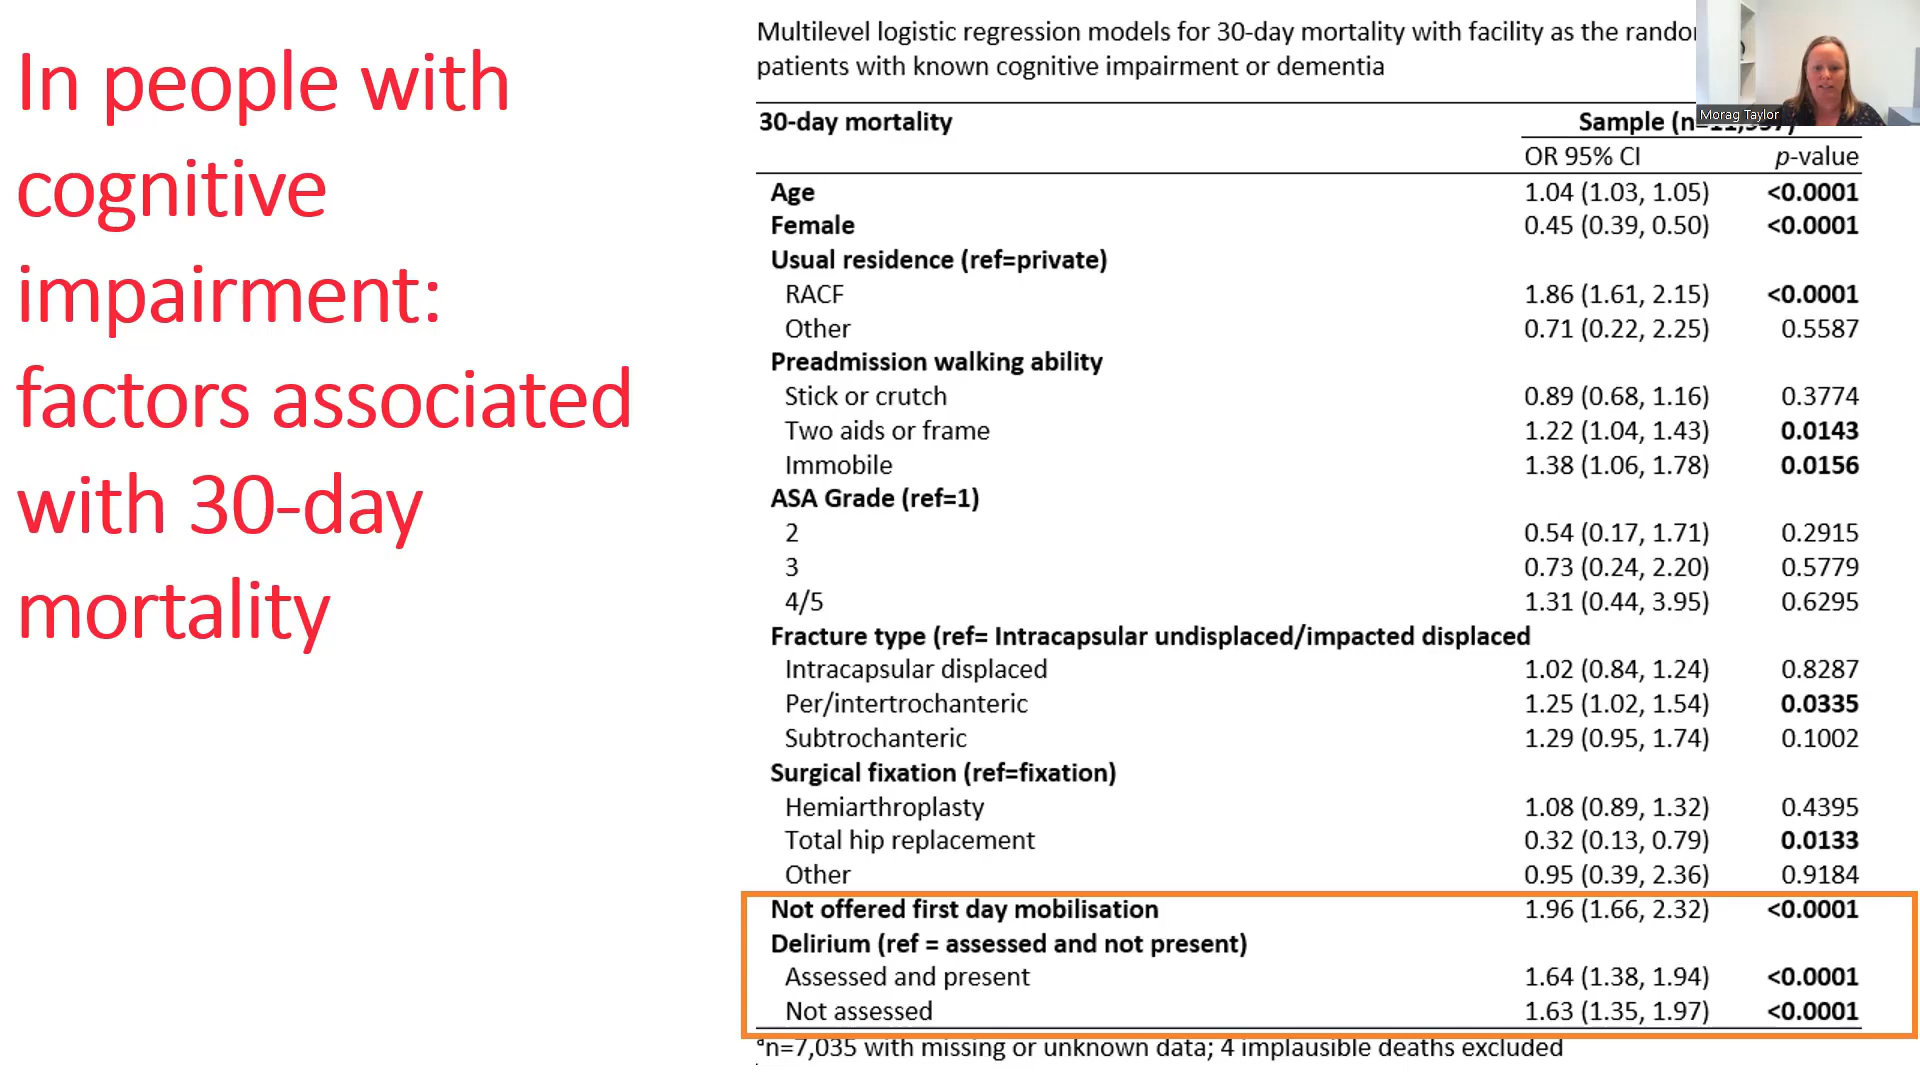 In people with
cognitive
impairment:
factors associated
with 30-day
mortality
Multilevel logistic regression models for 30-day mortality with facility as the
patients with known cognitive impairment or dementia
Morag Taylor
30-day mortality Sample
OR 95% CI p-value
Age 1.04 (1.03, 1.05) <0.0001
Female 0.45 (0.39, 0.50) <0.0001
Usual residence (ref=private)
RACF 1.86 (1.61, 2.15) <0.0001
Other 0.71 (0.22, 2.25) 0.5587
Preadmission walking ability
Stick or crutch 0.89 (0.68, 1.16) 0.3774
Two aids or frame 1.22 (1.04, 1.43) 0.0143
Immobile 1.38 (1.06, 1.78) 0.0156
ASA Grade (ref=1)
2 0.54 (0.17, 1.71) 0.2915
3 0.73 (0.24, 2.20) 0.5779
4/5 1.31 (0.44, 3.95) 0.6295
Fracture type (ref= Intracapsular undisplaced/impacted displaced
Intracapsular displaced 1.02 (0.84, 1.24) 0.8287
Per/intertrochanteric 1.25 (1.02, 1.54) 0.0335
Subtrochanteric 1.29 (0.95, 1.74) 0.1002
Surgical fixation (ref=fixation)
Hemiarthroplasty 1.08 (0.89, 1.32) 0.4395
Total hip replacement 0.32 (0.13, 0.79) 0.0133
Other 0.95 (0.39, 2.36) 0.9184
Not offered first day mobilisation 1.96 (1.66, 2.32) <0.0001
Delirium (ref = assessed and not present)
Assessed and present 1.64 (1.38, 1.94) <0.0001
Not assessed 1.63 (1.35, 1.97) <0.0001
ᵃn=7,035 with missing or unknown data; 4 implausible deaths excluded